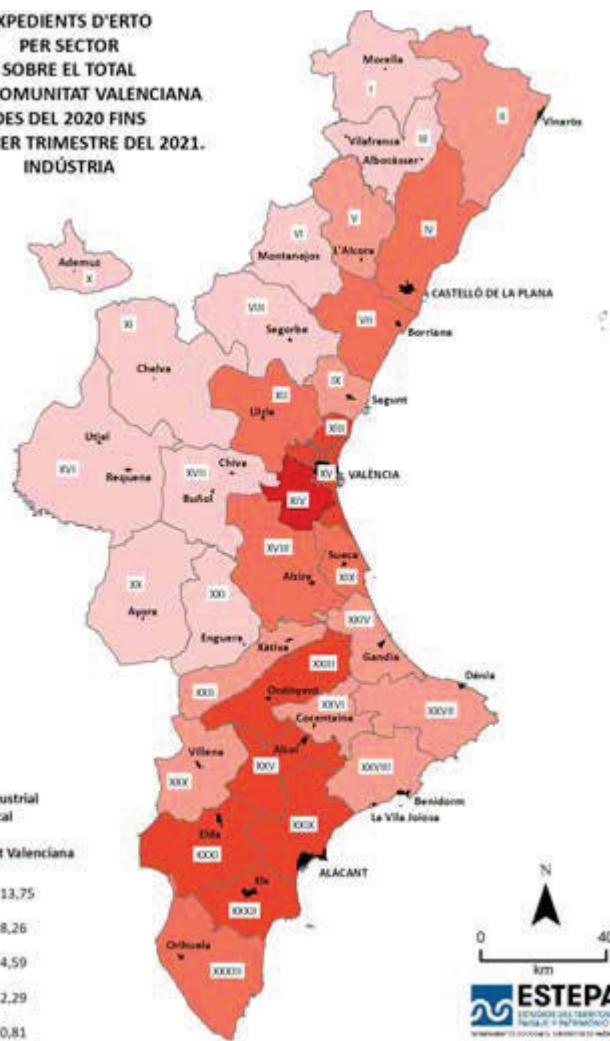 XPEDIENTS D'ERTO
PER SECTOR
SOBRE EL TOTAL
OMUNITAT VALENCIANA
DES DEL 2020 FINS
ER TRIMESTRE DEL 2021.
INDÚSTRIA
Morella
I
II
Vinaròs
III
Vilafranca
Albocàsser
V
IV
L'Alcora
VI
Montanejos
Ademuz
X
CASTELLÓ DE LA PLANA
VIII
VII
Borriana
Segorbe
XI
Chelva
IX
Segunt
XII
Llíria
XIII
Utiel
XVI
Requena
XVII
Chiva
Buñol
XV
VALÈNCIA
XIV
XVIII
Sueca
XIX
Alzira
XX
Ayora
XXI
Enguera
XXIV
Xàtiva
Gandia
XXIII
XXII
Ontinyent
Dénia
XXVI
Cocentaina
XXVII
Villena
Alcoi
XXV
XXVIII
XXX
Benidorm
La Vila Joiosa
ustrial
tal
Elda
XXIX
XXXI
t Valenciana
ALACANT
Elx
13,75
XXXII
N
8,26
Orihuela
0
40
4,59
XXXIII
km
2,29
ESTEPA
0,81